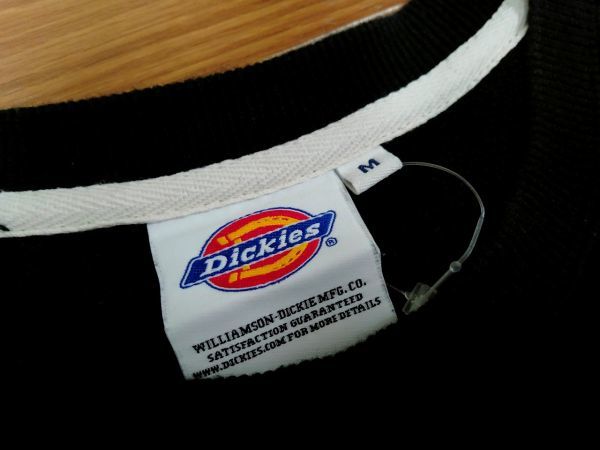 M
Dickies®
WILLIAMSON-DICKIE MFG. CO.
SATISFACTION GUARANTEED
WWW.DICKIES.COM FOR MORE DETAILS